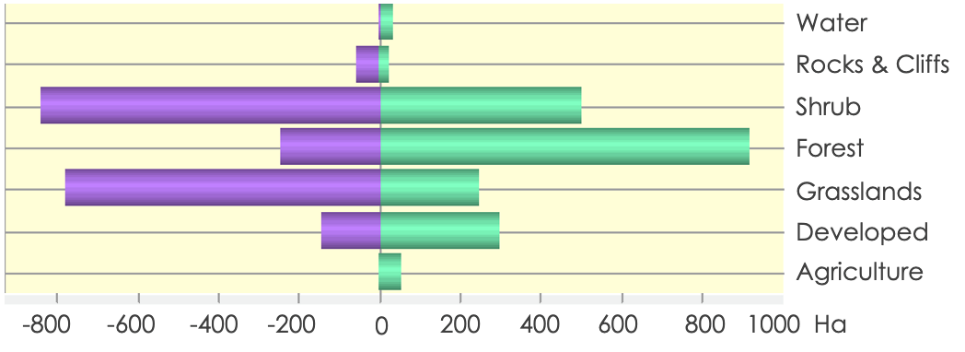 Water
Rocks & Cliffs
Shrub
Forest
Grasslands
Developed
Agriculture
-800 -600 -400 -200 0 200 400 600 800 1000 Ha